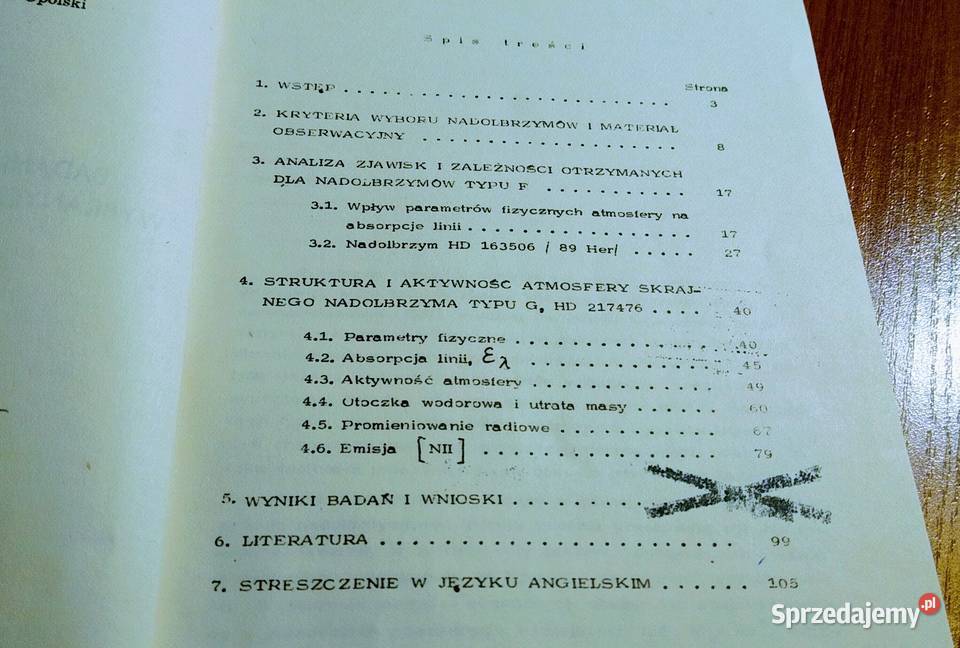 Opolski
Spis treści
Strona
1. WSTĘP . . . . . . . . . . . . . . . . . . . . . . . . . . 3
2. KRYTERIA WYBORU NADOLBRZYMÓW I MATERIAŁ
OBSERWACYJNY . . . . . . . . . . . . . . . . . . . . 8
3. ANALIZA ZJAWISK I ZALEŻNOŚCI OTRZYMANYCH
DLA NADOLBRZYMÓW TYPU F . . . . . . . . . . . 17
3.1. Wpływ parametrów fizycznych atmosfery na
absorpcje linii . . . . . . . . . . . . . . . . . 17
3.2. Nadolbrzym HD 163506 / 89 Her/ . . . . . 27
4. STRUKTURA I AKTYWNOŚĆ ATMOSFERY SKRAJ-
NEGO NADOLBRZYMA TYPU G, HD 217476 . . . . 40
4.1. Parametry fizyczne . . . . . . . . . . . . . . 40
4.2. Absorpcja linii, Ɛλ . . . . . . . . . . . . . 45
4.3. Aktywność atmosfery . . . . . . . . . . . . . 49
4.4. Otoczka wodorowa i utrata masy . . . . . . 60
4.5. Promieniowanie radiowe . . . . . . . . . . . 67
4.6. Emisja [NII] . . . . . . . . . . . . . . . . . 79
5. WYNIKI BADAŃ I WNIOSKI . . . . . . . . . .
6. LITERATURA . . . . . . . . . . . . . . . . . . . . . . . 99
7. STRESZCZENIE W JĘZYKU ANGIELSKIM . . . . . . 105
Sprzedajemy.pl